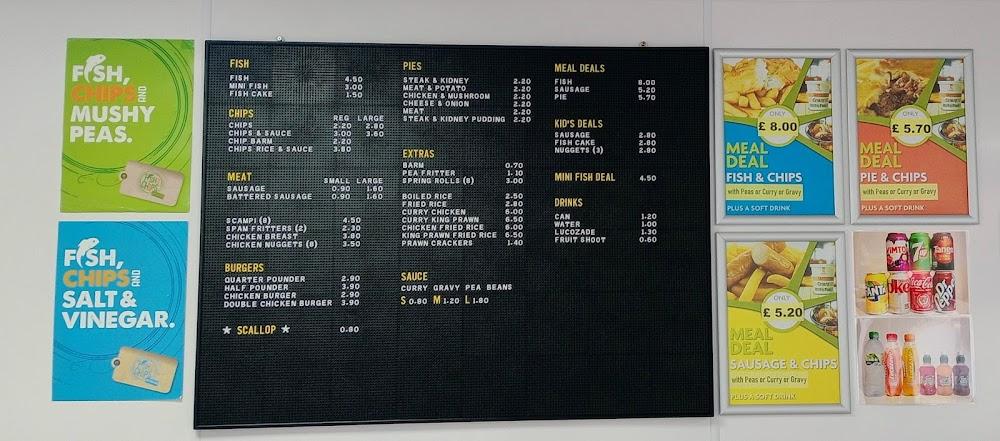 FISH,
CHIPS AND
MUSHY
PEAS.
FISH,
CHIPS AND
SALT &
VINEGAR.
FISH
FISH 4.50
MINI FISH 3.00
FISH CAKE 1.50
CHIPS
REG LARGE
CHIPS 2.20 2.80
CHIPS & SAUCE 3.00 3.60
CHIP BARM 2.20
CHIPS RICE & SAUCE 3.80
MEAT
SMALL LARGE
SAUSAGE 0.90 1.60
BATTERED SAUSAGE 0.90 1.60
SCAMPI (8) 4.50
SPAM FRITTERS (2) 2.30
CHICKEN BREAST 3.80
CHICKEN NUGGETS (8) 3.50
BURGERS
QUARTER POUNDER 2.90
HALF POUNDER 3.90
CHICKEN BURGER 2.90
DOUBLE CHICKEN BURGER 3.90
★ SCALLOP ★ 0.80
PIES
STEAK & KIDNEY 2.20
MEAT & POTATO 2.20
CHICKEN & MUSHROOM 2.20
CHEESE & ONION 2.20
MEAT 2.20
STEAK & KIDNEY PUDDING 2.20
EXTRAS
BARM 0.70
PEA FRITTER 1.10
SPRING ROLLS (8) 3.00
BOILED RICE 2.50
FRIED RICE 2.80
CURRY CHICKEN 6.00
CURRY KING PRAWN 6.50
CHICKEN FRIED RICE 6.00
KING PRAWN FRIED RICE 6.50
PRAWN CRACKERS 1.40
SAUCE
CURRY GRAVY PEA BEANS
S 0.80 M 1.20 L 1.80
MEAL DEALS
FISH 8.00
SAUSAGE 5.20
PIE 5.70
KID'S DEALS
SAUSAGE 2.80
FISH CAKE 2.80
NUGGETS (3) 2.80
MINI FISH DEAL 4.50
DRINKS
CAN 1.20
WATER 1.00
LUCOZADE 1.30
FRUIT SHOOT 0.60
ONLY
£ 8.00
MEAL
DEAL
FISH & CHIPS
with Peas or Curry or Gravy
PLUS A SOFT DRINK
ONLY
£ 5.70
MEAL
DEAL
PIE & CHIPS
with Peas or Curry or Gravy
PLUS A SOFT DRINK
ONLY
£ 5.20
MEAL
DEAL
SAUSAGE & CHIPS
with Peas or Curry or Gravy
PLUS A SOFT DRINK
VIMTO
7
Tango
FANTA
Coke
Coca-Cola
Dr Pepper